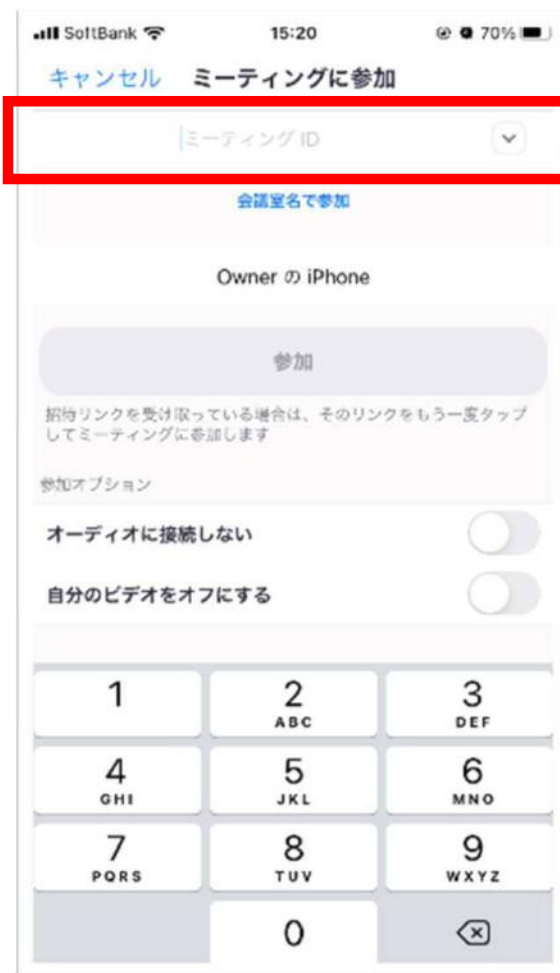 SoftBank 15:20 70%
キャンセル ミーティングに参加
ミーティング ID
会議室名で参加
Owner の iPhone
参加
招待リンクを受け取っている場合は、そのリンクをもう一度タップ
してミーティングに参加します
参加オプション
オーディオに接続しない
自分のビデオをオフにする
1 2 3
ABC DEF
4 5 6
GHI JKL MNO
7 8 9
PQRS TUV WXYZ
0